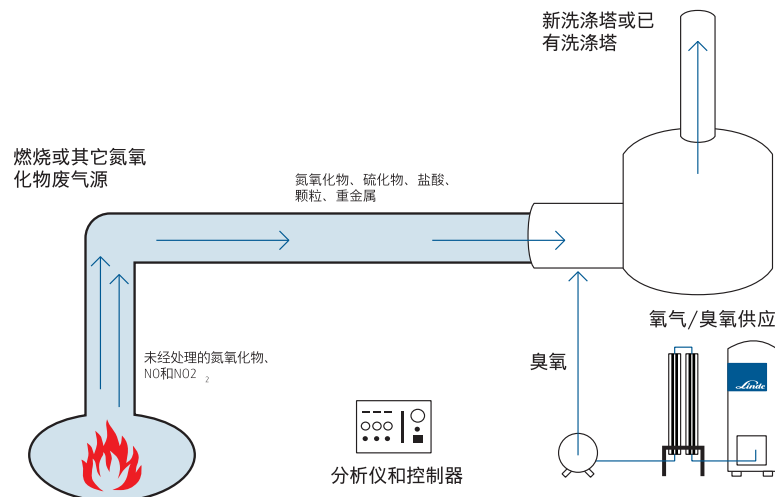 新洗涤塔或已
有洗涤塔
燃烧或其它氮氧
化物废气源
氮氧化物、硫化物、盐酸、
颗粒、重金属
氧气/臭氧供应
未经处理的氮氧化物、
NO和NO2 ₂
臭氧
Linde
分析仪和控制器